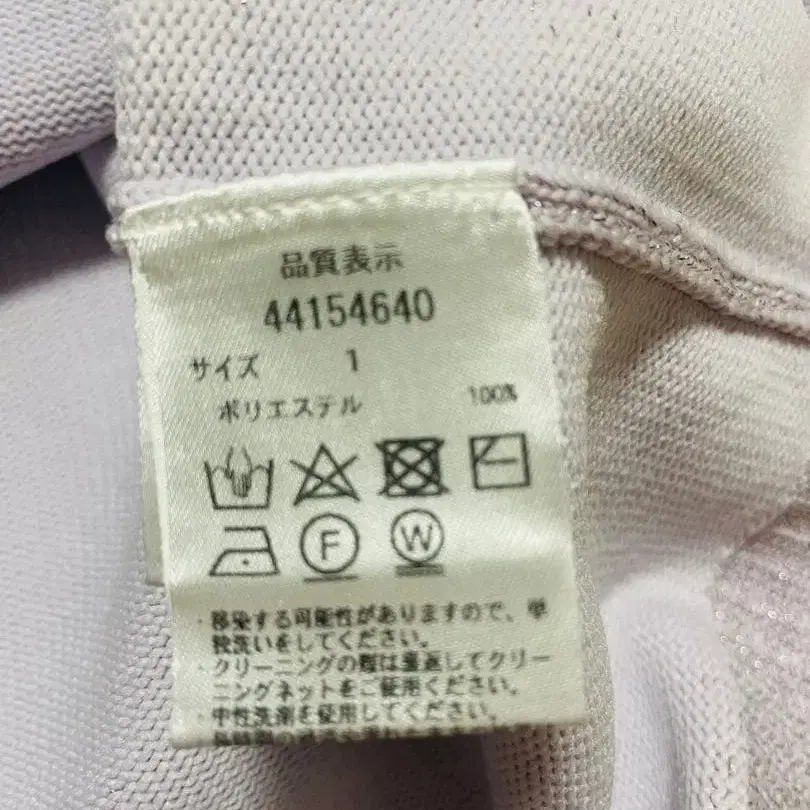 品質表示
44154640
サイズ 1
ポリエステル 100%
F W
・移染する可能性がありますので、単
独洗いをしてください。
・クリーニングの際は裏返してクリー
ニングネットをご使用ください。
・中性洗剤を使用してください。